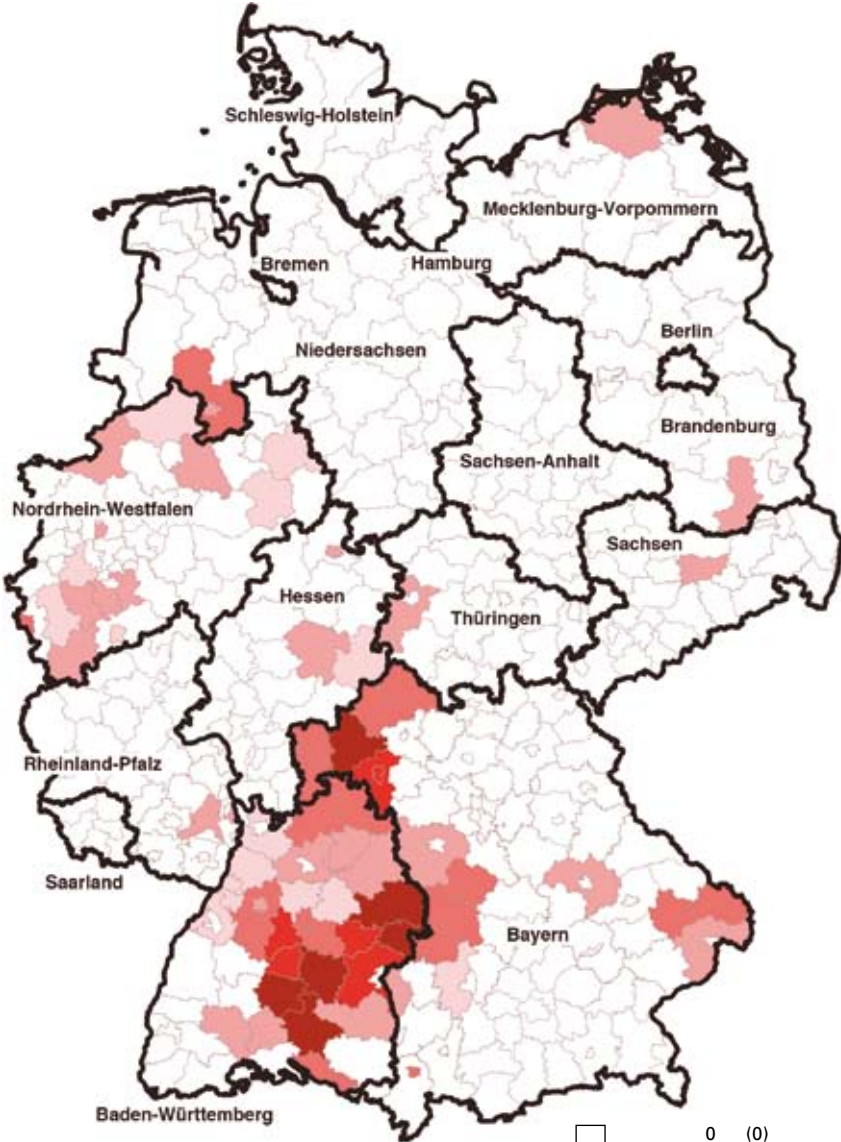 Schleswig-Holstein
Mecklenburg-Vorpommern
Bremen
Hamburg
Niedersachsen
Berlin
Brandenburg
Sachsen-Anhalt
Nordrhein-Westfalen
Sachsen
Hessen
Thüringen
Rheinland-Pfalz
Saarland
Bayern
Baden-Württemberg
0 (0)